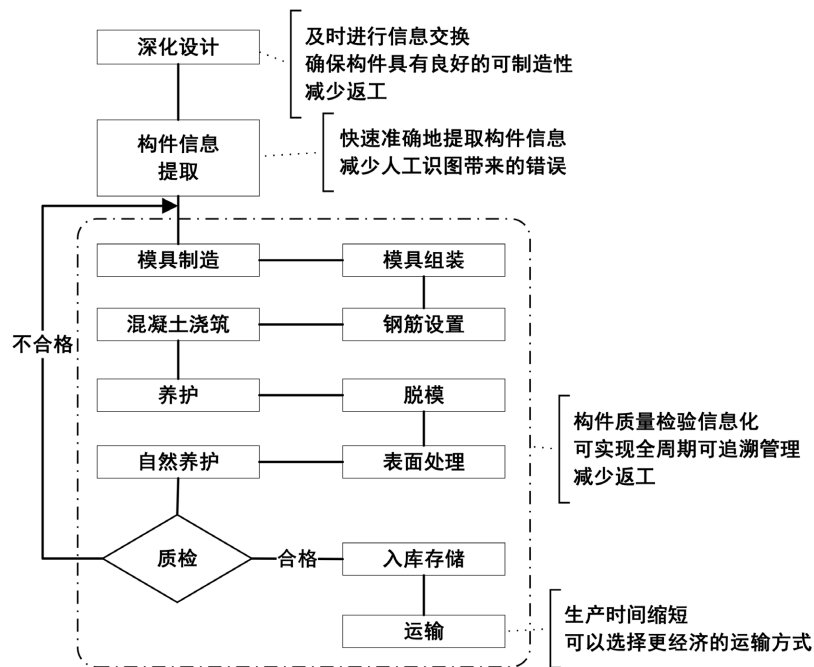 深化设计
及时进行信息交换
确保构件具有良好的可制造性
减少返工
构件信息
提取
快速准确地提取构件信息
减少人工识图带来的错误
模具制造
模具组装
钢筋设置
混凝土浇筑
养护
脱模
表面处理
自然养护
构件质量检验信息化
可实现全周期可追溯管理
减少返工
不合格
质检
合格
入库存储
运输
生产时间缩短
可以选择更经济的运输方式